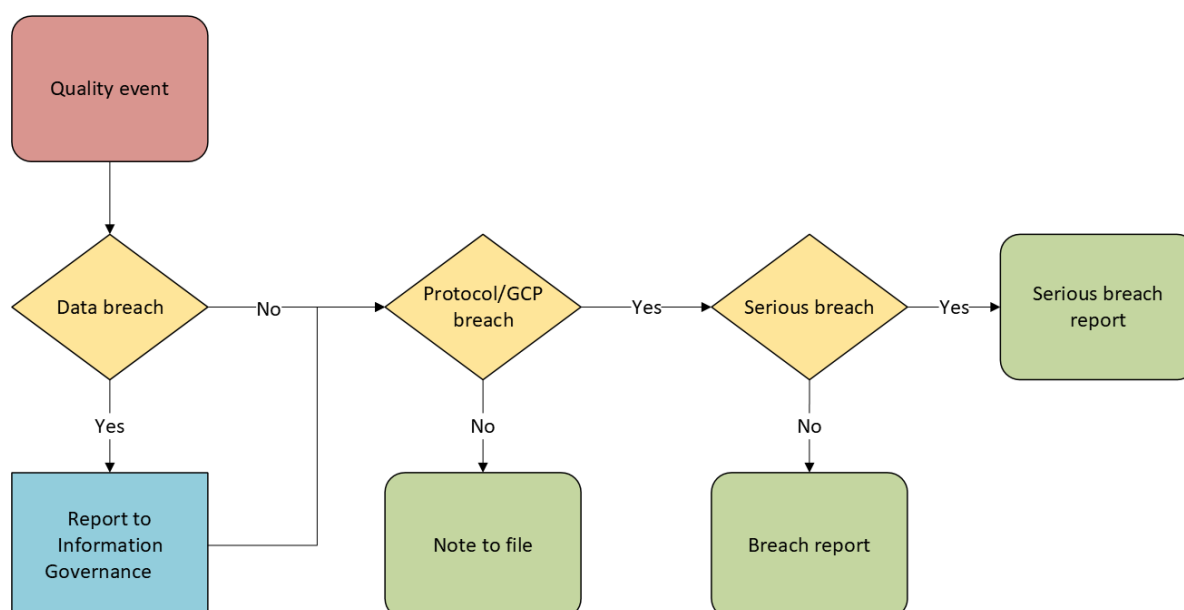 Quality event
Data breach
No
Protocol/GCP
breach
Yes
Serious breach
Yes
Serious breach
report
Yes
No
No
Report to
Information
Governance
Note to file
Breach report